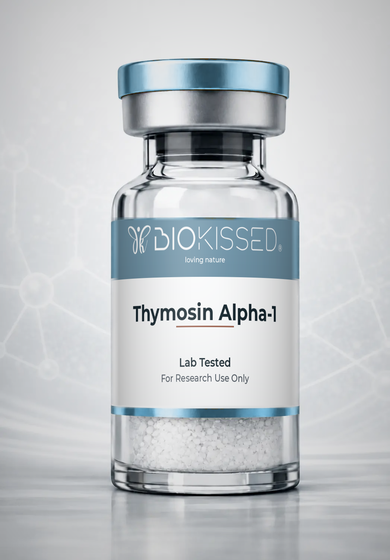 BIOKISSED®
loving nature
Thymosin Alpha-1
Lab Tested
For Research Use Only